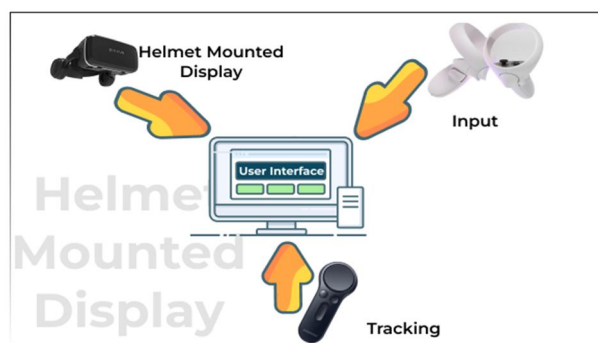 Helmet Mounted
Display
Input
User Interface
Helmet
Mounted
Display
Tracking